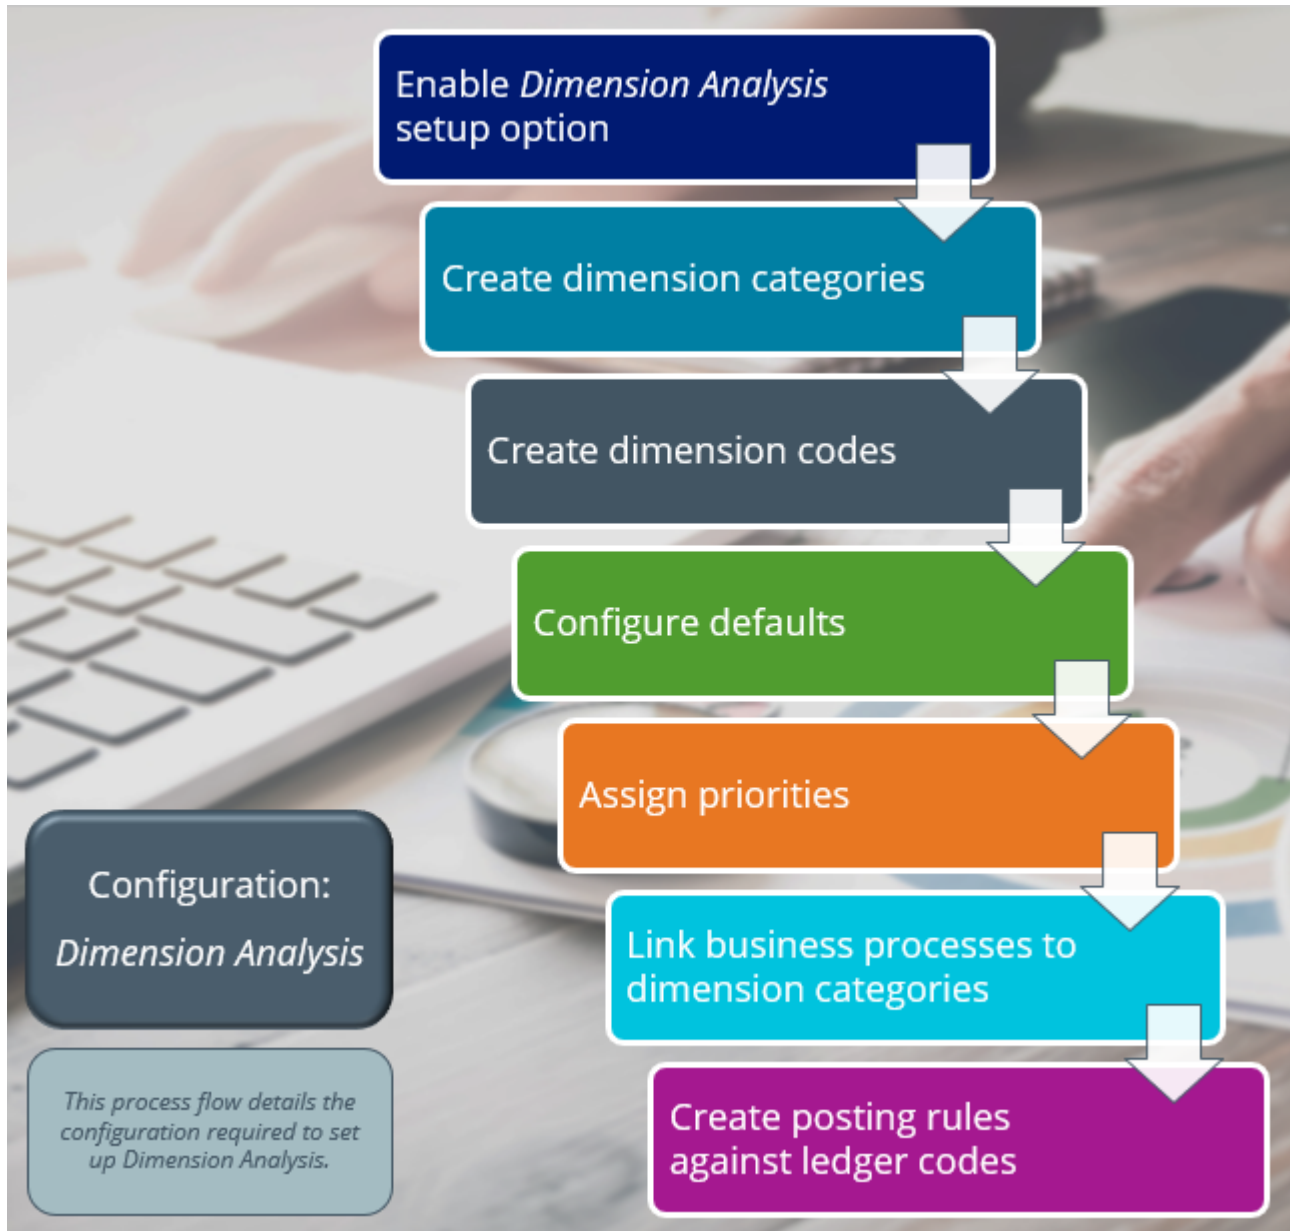 Enable Dimension Analysis
setup option
Create dimension categories
Create dimension codes
Configure defaults
Assign priorities
Link business processes to
dimension categories
Create posting rules
against ledger codes
Configuration:
Dimension Analysis
This process flow details the
configuration required to set
up Dimension Analysis.